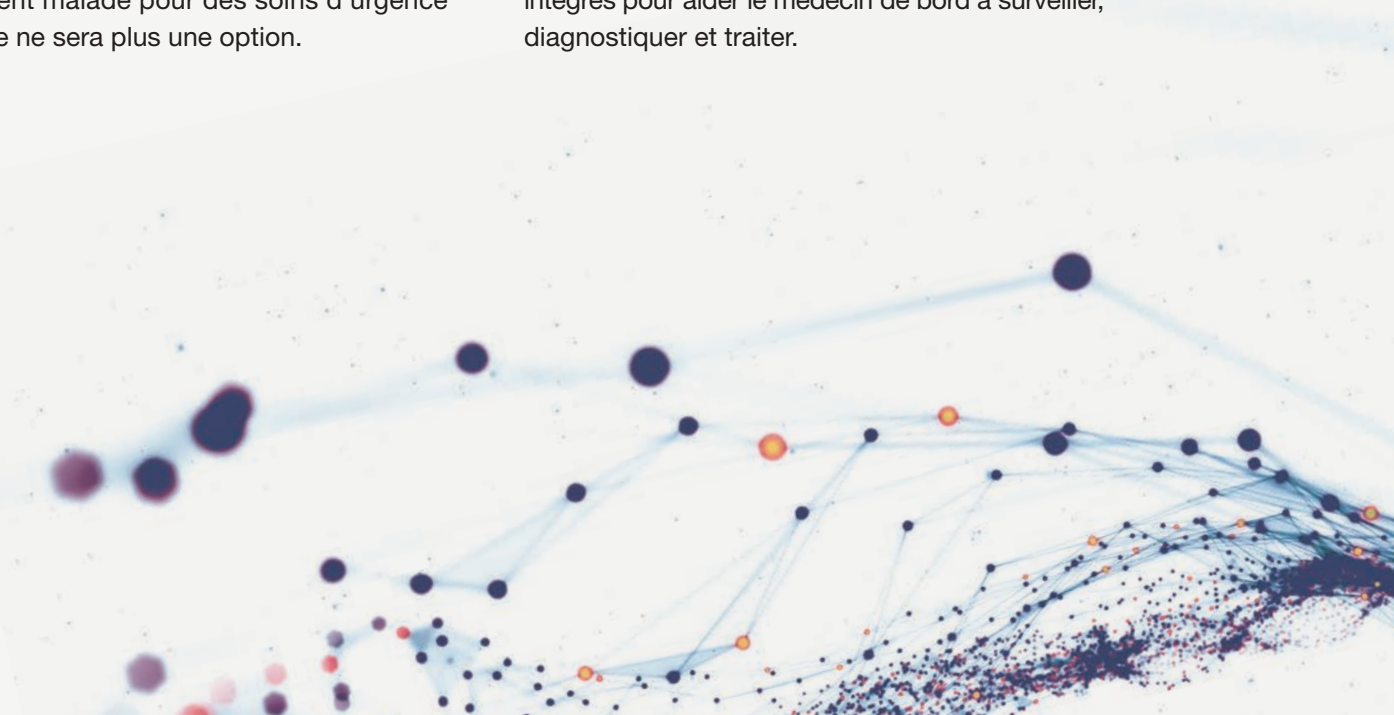 malade pour des soins d'urgence
ne sera plus une option.
intégrés pour aider le médecin de bord à surveiller,
diagnostiquer et traiter.